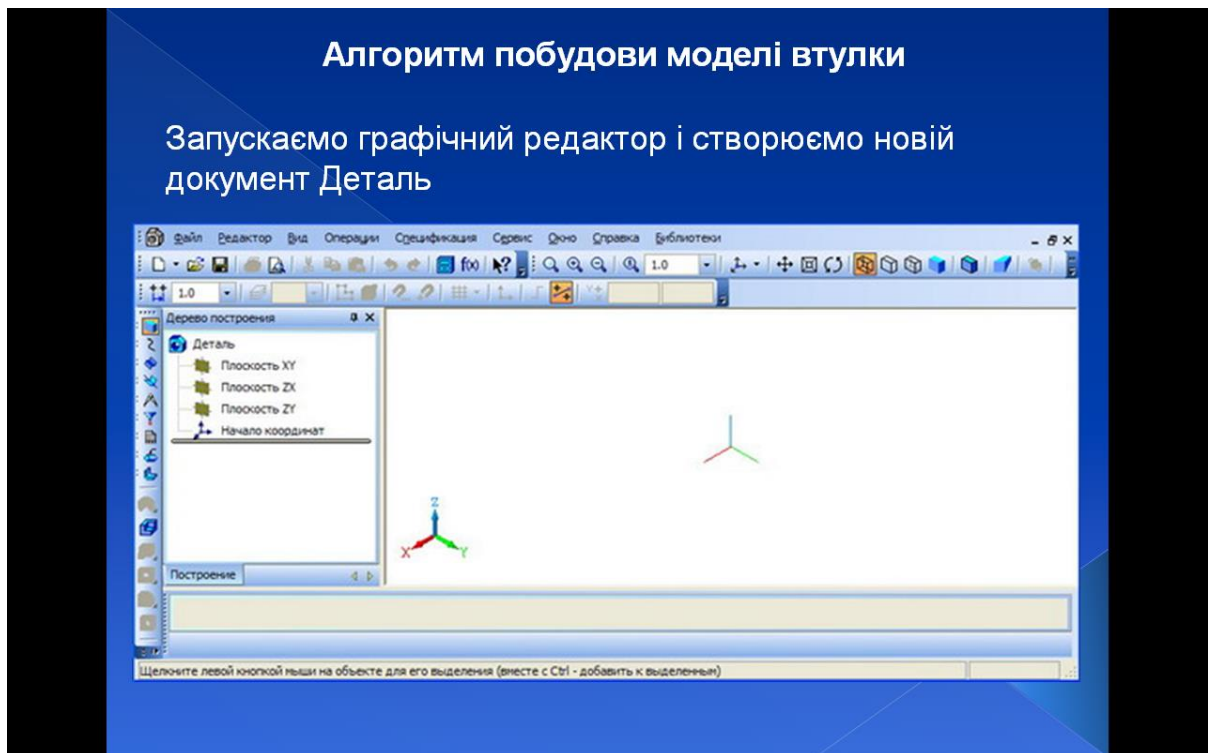 Алгоритм побудови моделі втулки
Запускаємо графічний редактор і створюємо новій
документ Деталь
Файл Редактор Вид Операции Спецификация Сервис Окно Справка Библиотеки
f(x) 1.0
1.0
Дерево построения
Деталь
Плоскость XY
Плоскость ZX
Плоскость ZY
Начало координат
Z
X Y
Построение
Щелкните левой кнопкой мыши на объекте для его выделения (вместе с Ctrl - добавить к выделенным)